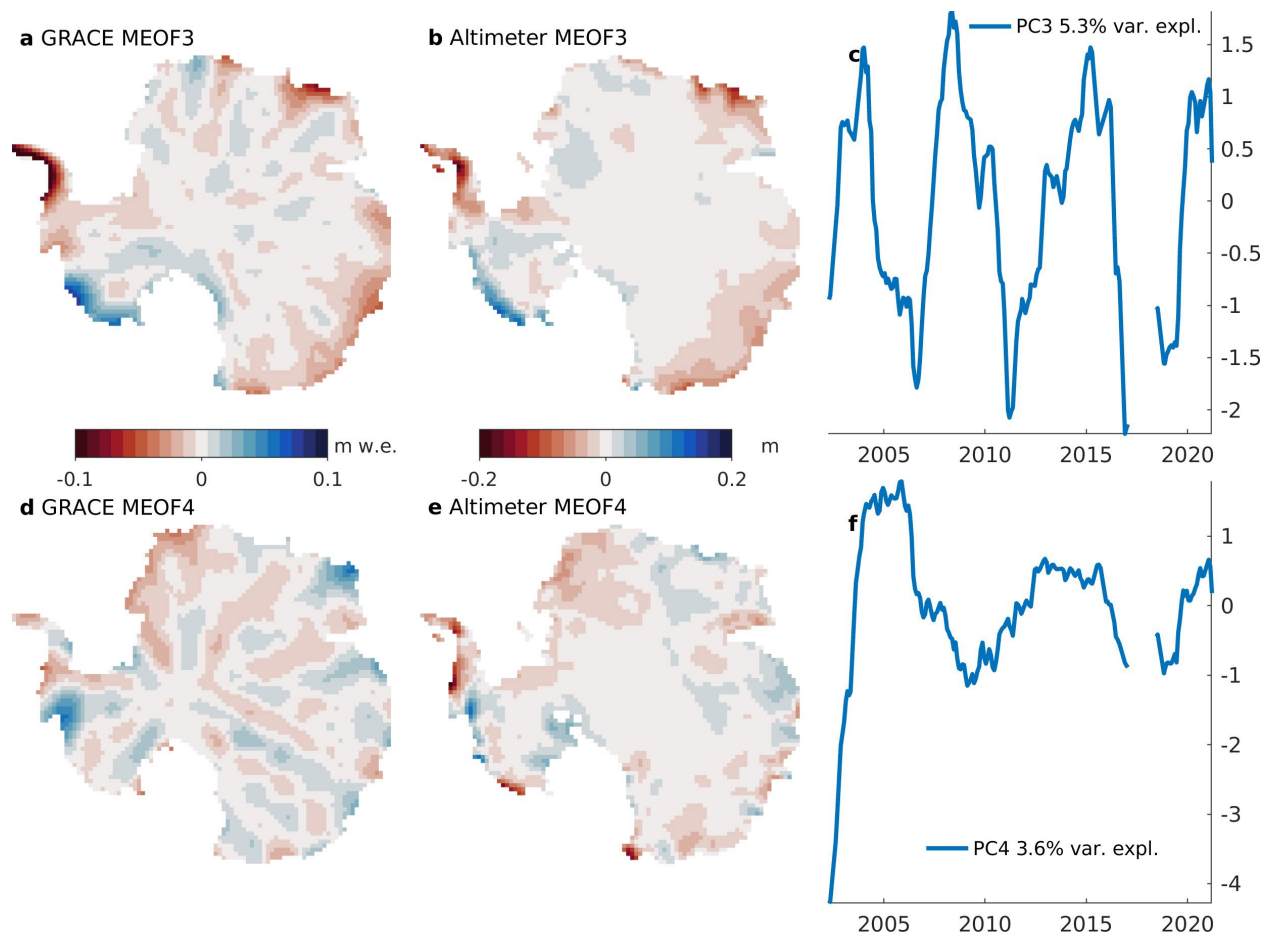 a GRACE MEOF3
b Altimeter MEOF3
c
PC3 5.3% var. expl.
1.5
1
0.5
0
-0.5
-1
-1.5
-2
2005 2010 2015 2020
-0.1 0 0.1 m w.e.
-0.2 0 0.2 m
d GRACE MEOF4
e Altimeter MEOF4
f
1
0
-1
-2
-3
-4
PC4 3.6% var. expl.
2005 2010 2015 2020